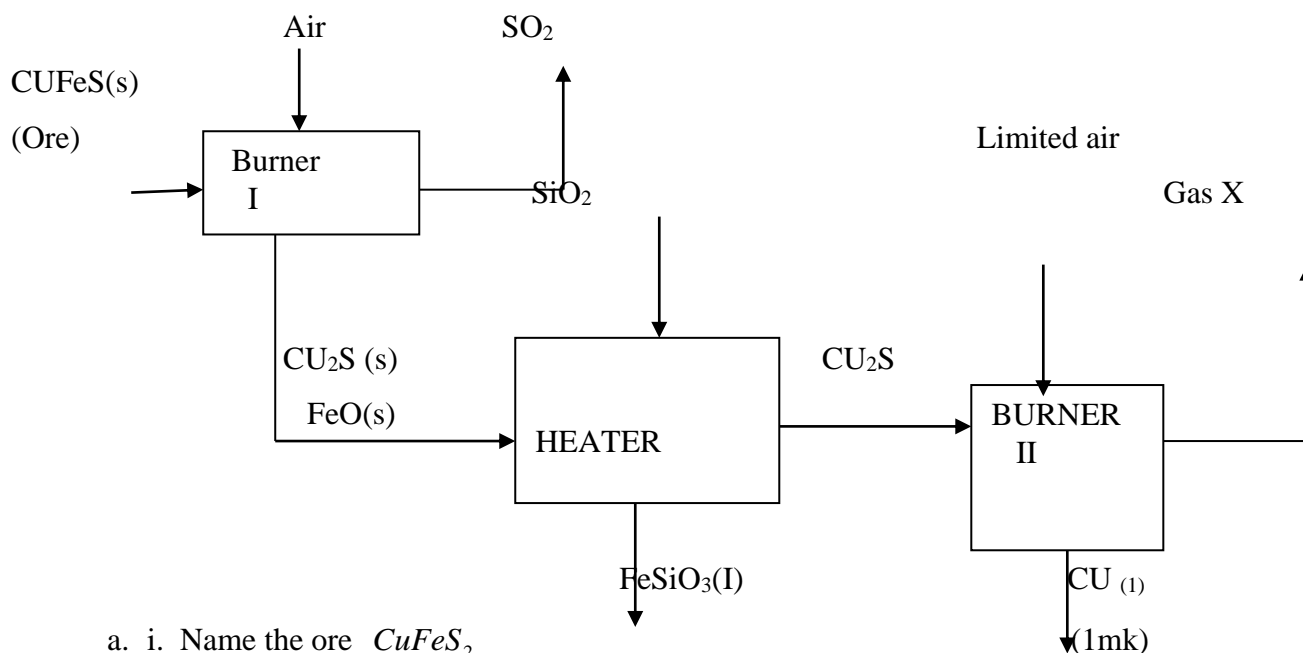 Air
SO₂
CUFeS(s)
(Ore)
Limited air
Burner
I
SiO₂
Gas X
CU₂S (s)
FeO(s)
CU₂S
HEATER
BURNER
II
FeSiO₃(I)
CU (1)
a. i. Name the ore CuFeS₂ (1mk)